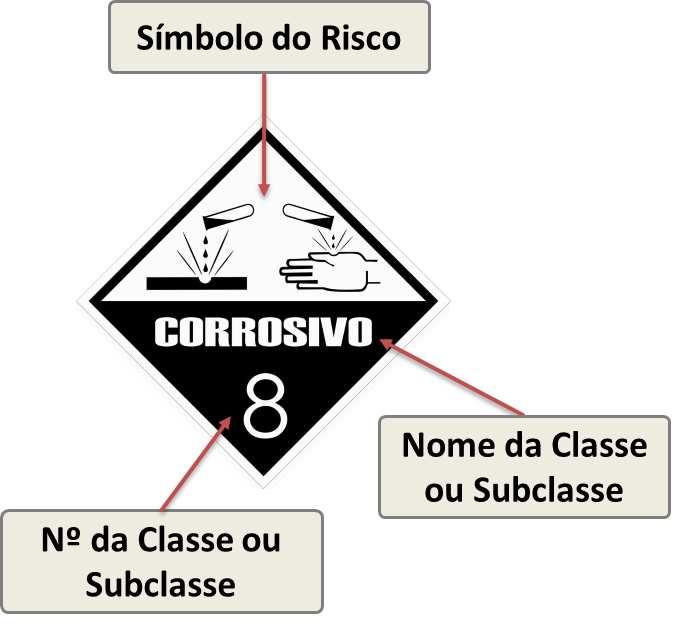 Símbolo do Risco
CORROSIVO
8
Nome da Classe
ou Subclasse
Nº da Classe ou
Subclasse